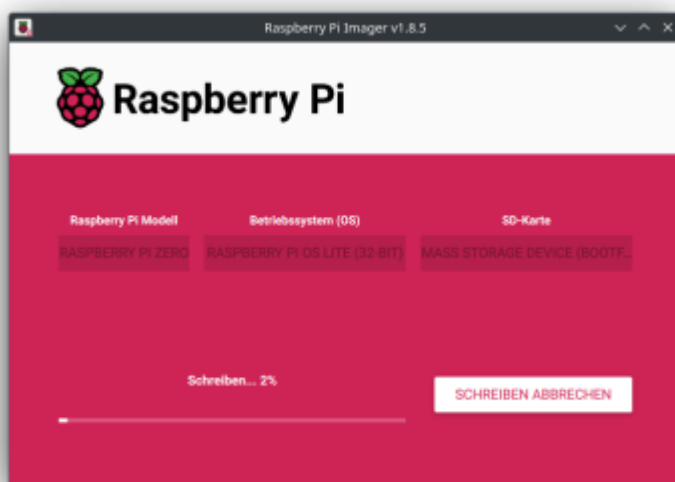 Raspberry Pi Imager v1.8.5
Raspberry Pi
Raspberry Pi Modell
Betriebssystem (OS)
SD-Karte
RASPBERRY PI ZERO
RASPBERRY PI OS LITE (32-BIT)
MASS STORAGE DEVICE (BOOTF...
Schreiben... 2%
SCHREIBEN ABBRECHEN